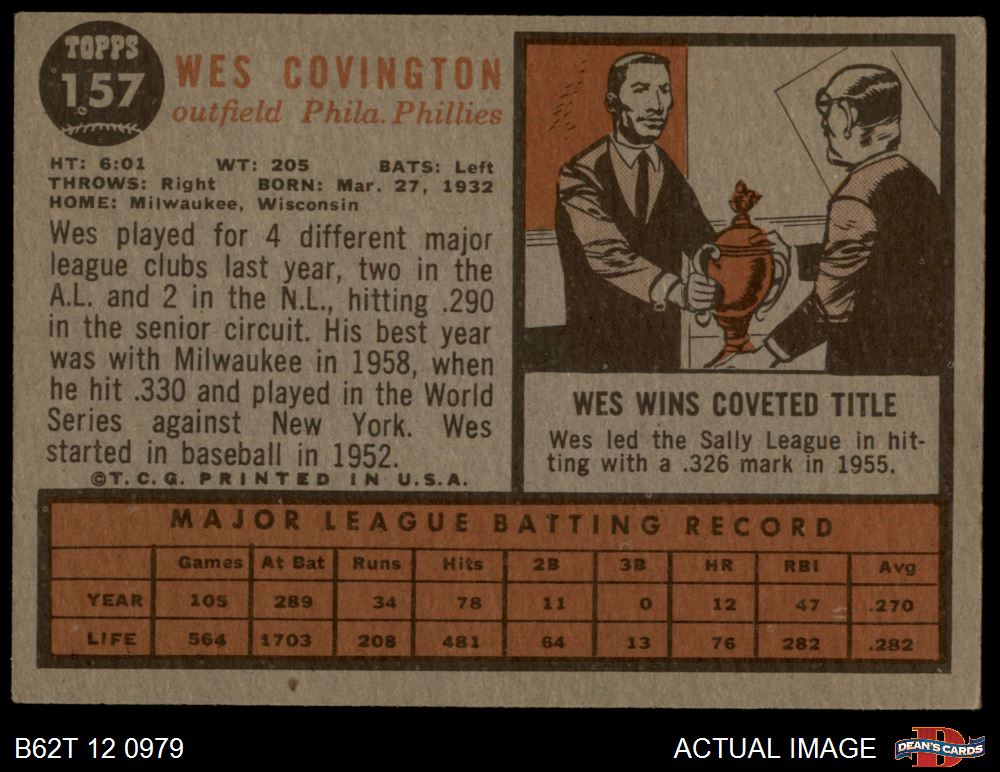 TOPPS
157
WES COVINGTON
outfield Phila. Phillies
HT: 6:01 WT: 205 BATS: Left
THROWS: Right BORN: Mar. 27, 1932
HOME: Milwaukee, Wisconsin
Wes played for 4 different major
league clubs last year, two in the
A.L. and 2 in the N.L., hitting .290
in the senior circuit. His best year
was with Milwaukee in 1958, when
he hit .330 and played in the World
Series against New York. Wes
started in baseball in 1952.
©T.C.G. PRINTED IN U.S.A.
WES WINS COVETED TITLE
Wes led the Sally League in hit-
ting with a .326 mark in 1955.
MAJOR LEAGUE BATTING RECORD
Games At Bat Runs Hits 2B 3B HR RBI Avg
YEAR 105 289 34 78 11 0 12 47 .270
LIFE 564 1703 208 481 64 13 76 282 .282
B62T 12 0979
ACTUAL IMAGE
D
DEAN'S CARDS